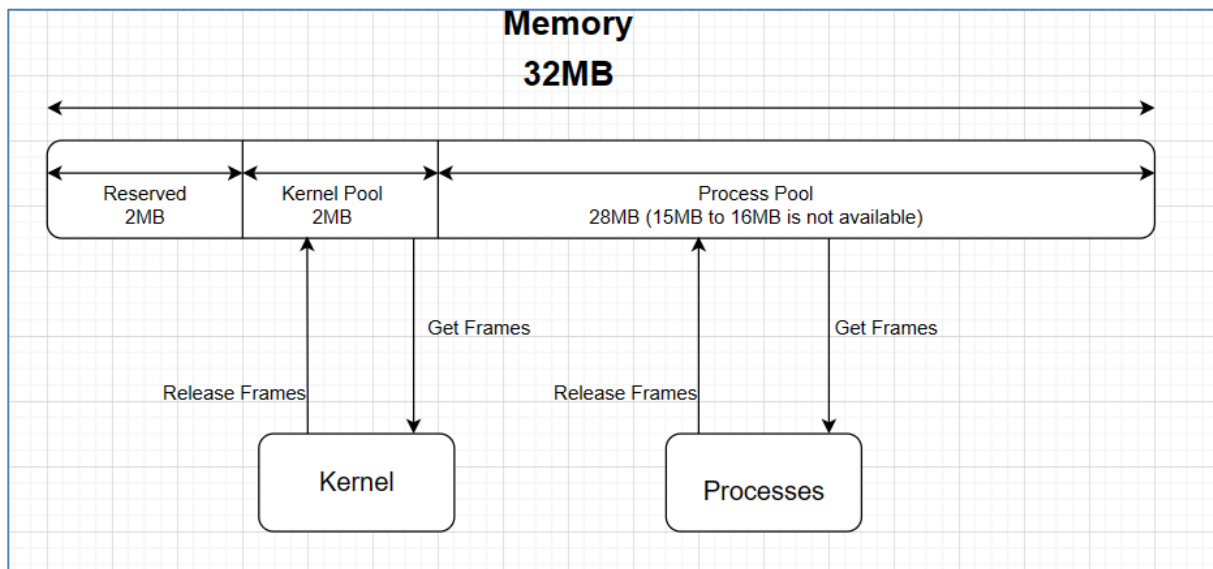 Memory
32MB
Reserved
2MB
Kernel Pool
2MB
Process Pool
28MB (15MB to 16MB is not available)
Get Frames
Get Frames
Release Frames
Release Frames
Kernel
Processes